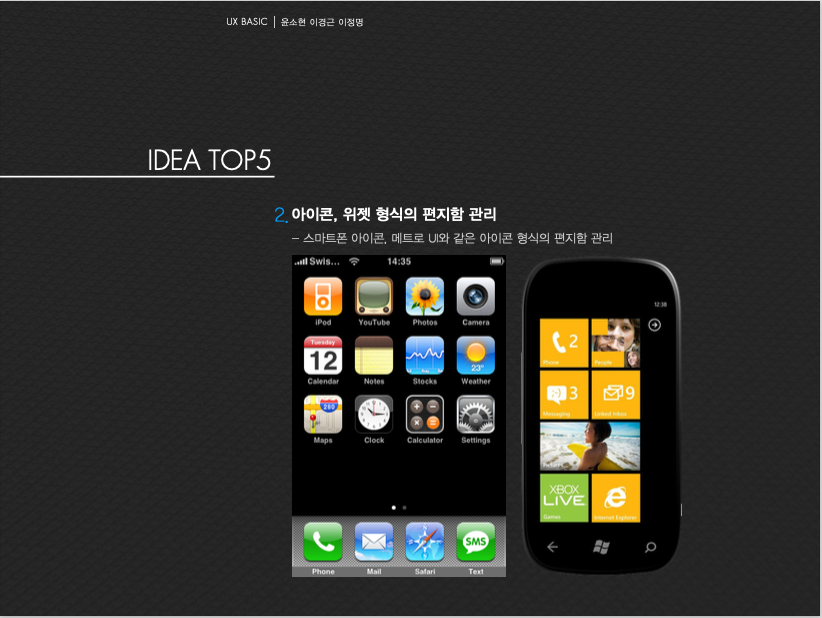 UX BASIC | 윤소현 이경근 이정명
IDEA TOP5
2. 아이콘, 위젯 형식의 편지함 관리
- 스마트폰 아이콘, 메트로 UI와 같은 아이콘 형식의 편지함 관리
Swis... 14:35
iPod YouTube Photos Camera
Tuesday
12 23°
Calendar Notes Stocks Weather
280
Maps Clock Calculator Settings
SMS
Phone Mail Safari Text
12:38
2
Phone People
3 9
Messaging Linked Inbox
Pictures
XBOX
LIVE
Games Internet Explorer